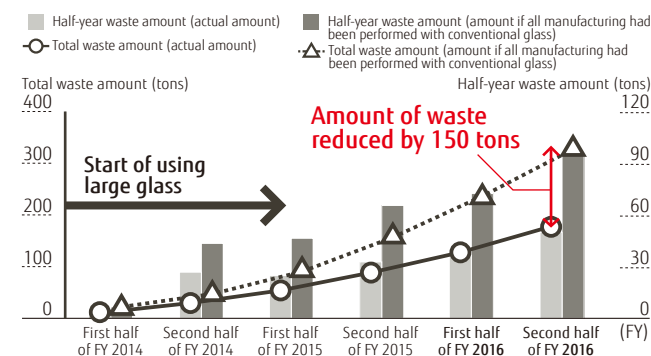 Half-year waste amount (actual amount)
Total waste amount (actual amount)
Half-year waste amount (amount if all manufacturing had
been performed with conventional glass)
Total waste amount (amount if all manufacturing had
been performed with conventional glass)
Total waste amount (tons)
Half-year waste amount (tons)
400
300
200
100
0
120
90
60
30
0
Start of using
large glass
Amount of waste
reduced by 150 tons
First half
of FY 2014
Second half
of FY 2014
First half
of FY 2015
Second half
of FY 2015
First half
of FY 2016
Second half
of FY 2016
(FY)